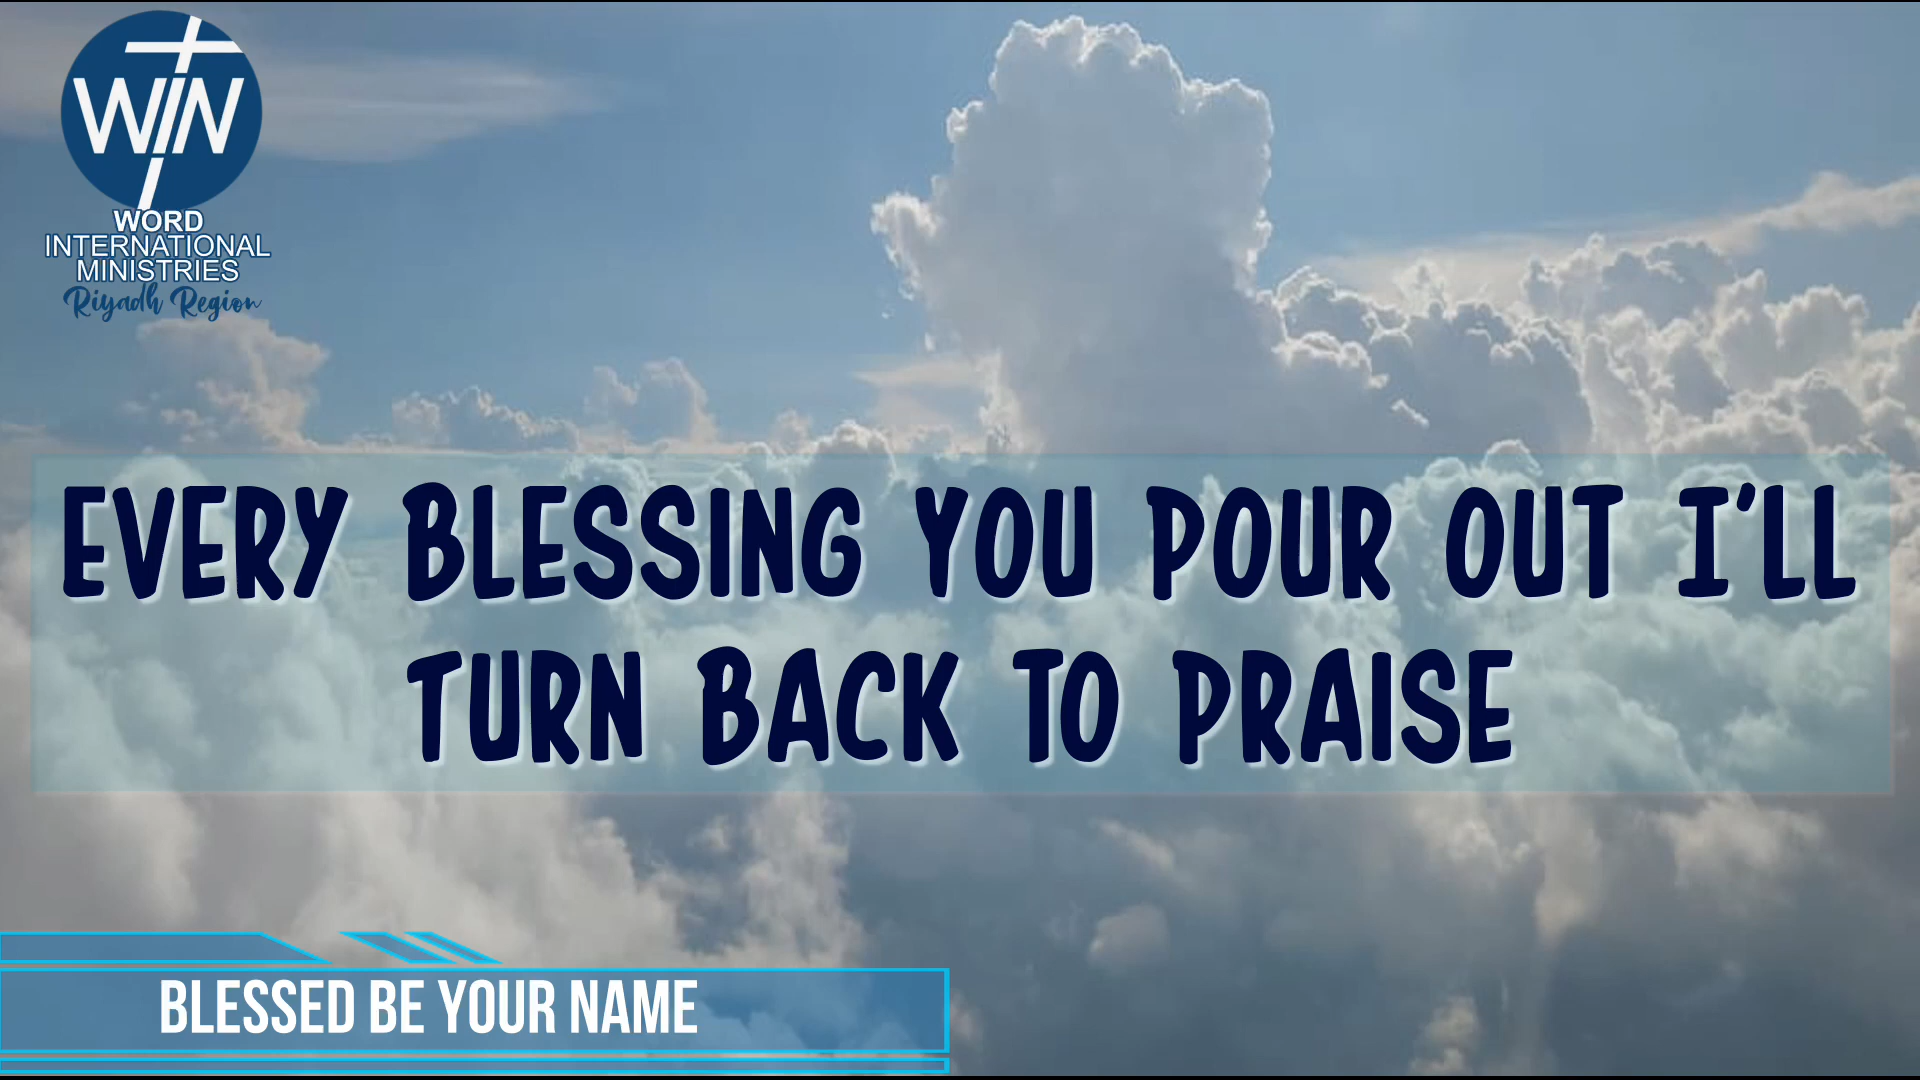 WIN
WORD
INTERNATIONAL
MINISTRIES
Riyadh Region
EVERY BLESSING YOU POUR OUT I'LL
TURN BACK TO PRAISE
BLESSED BE YOUR NAME